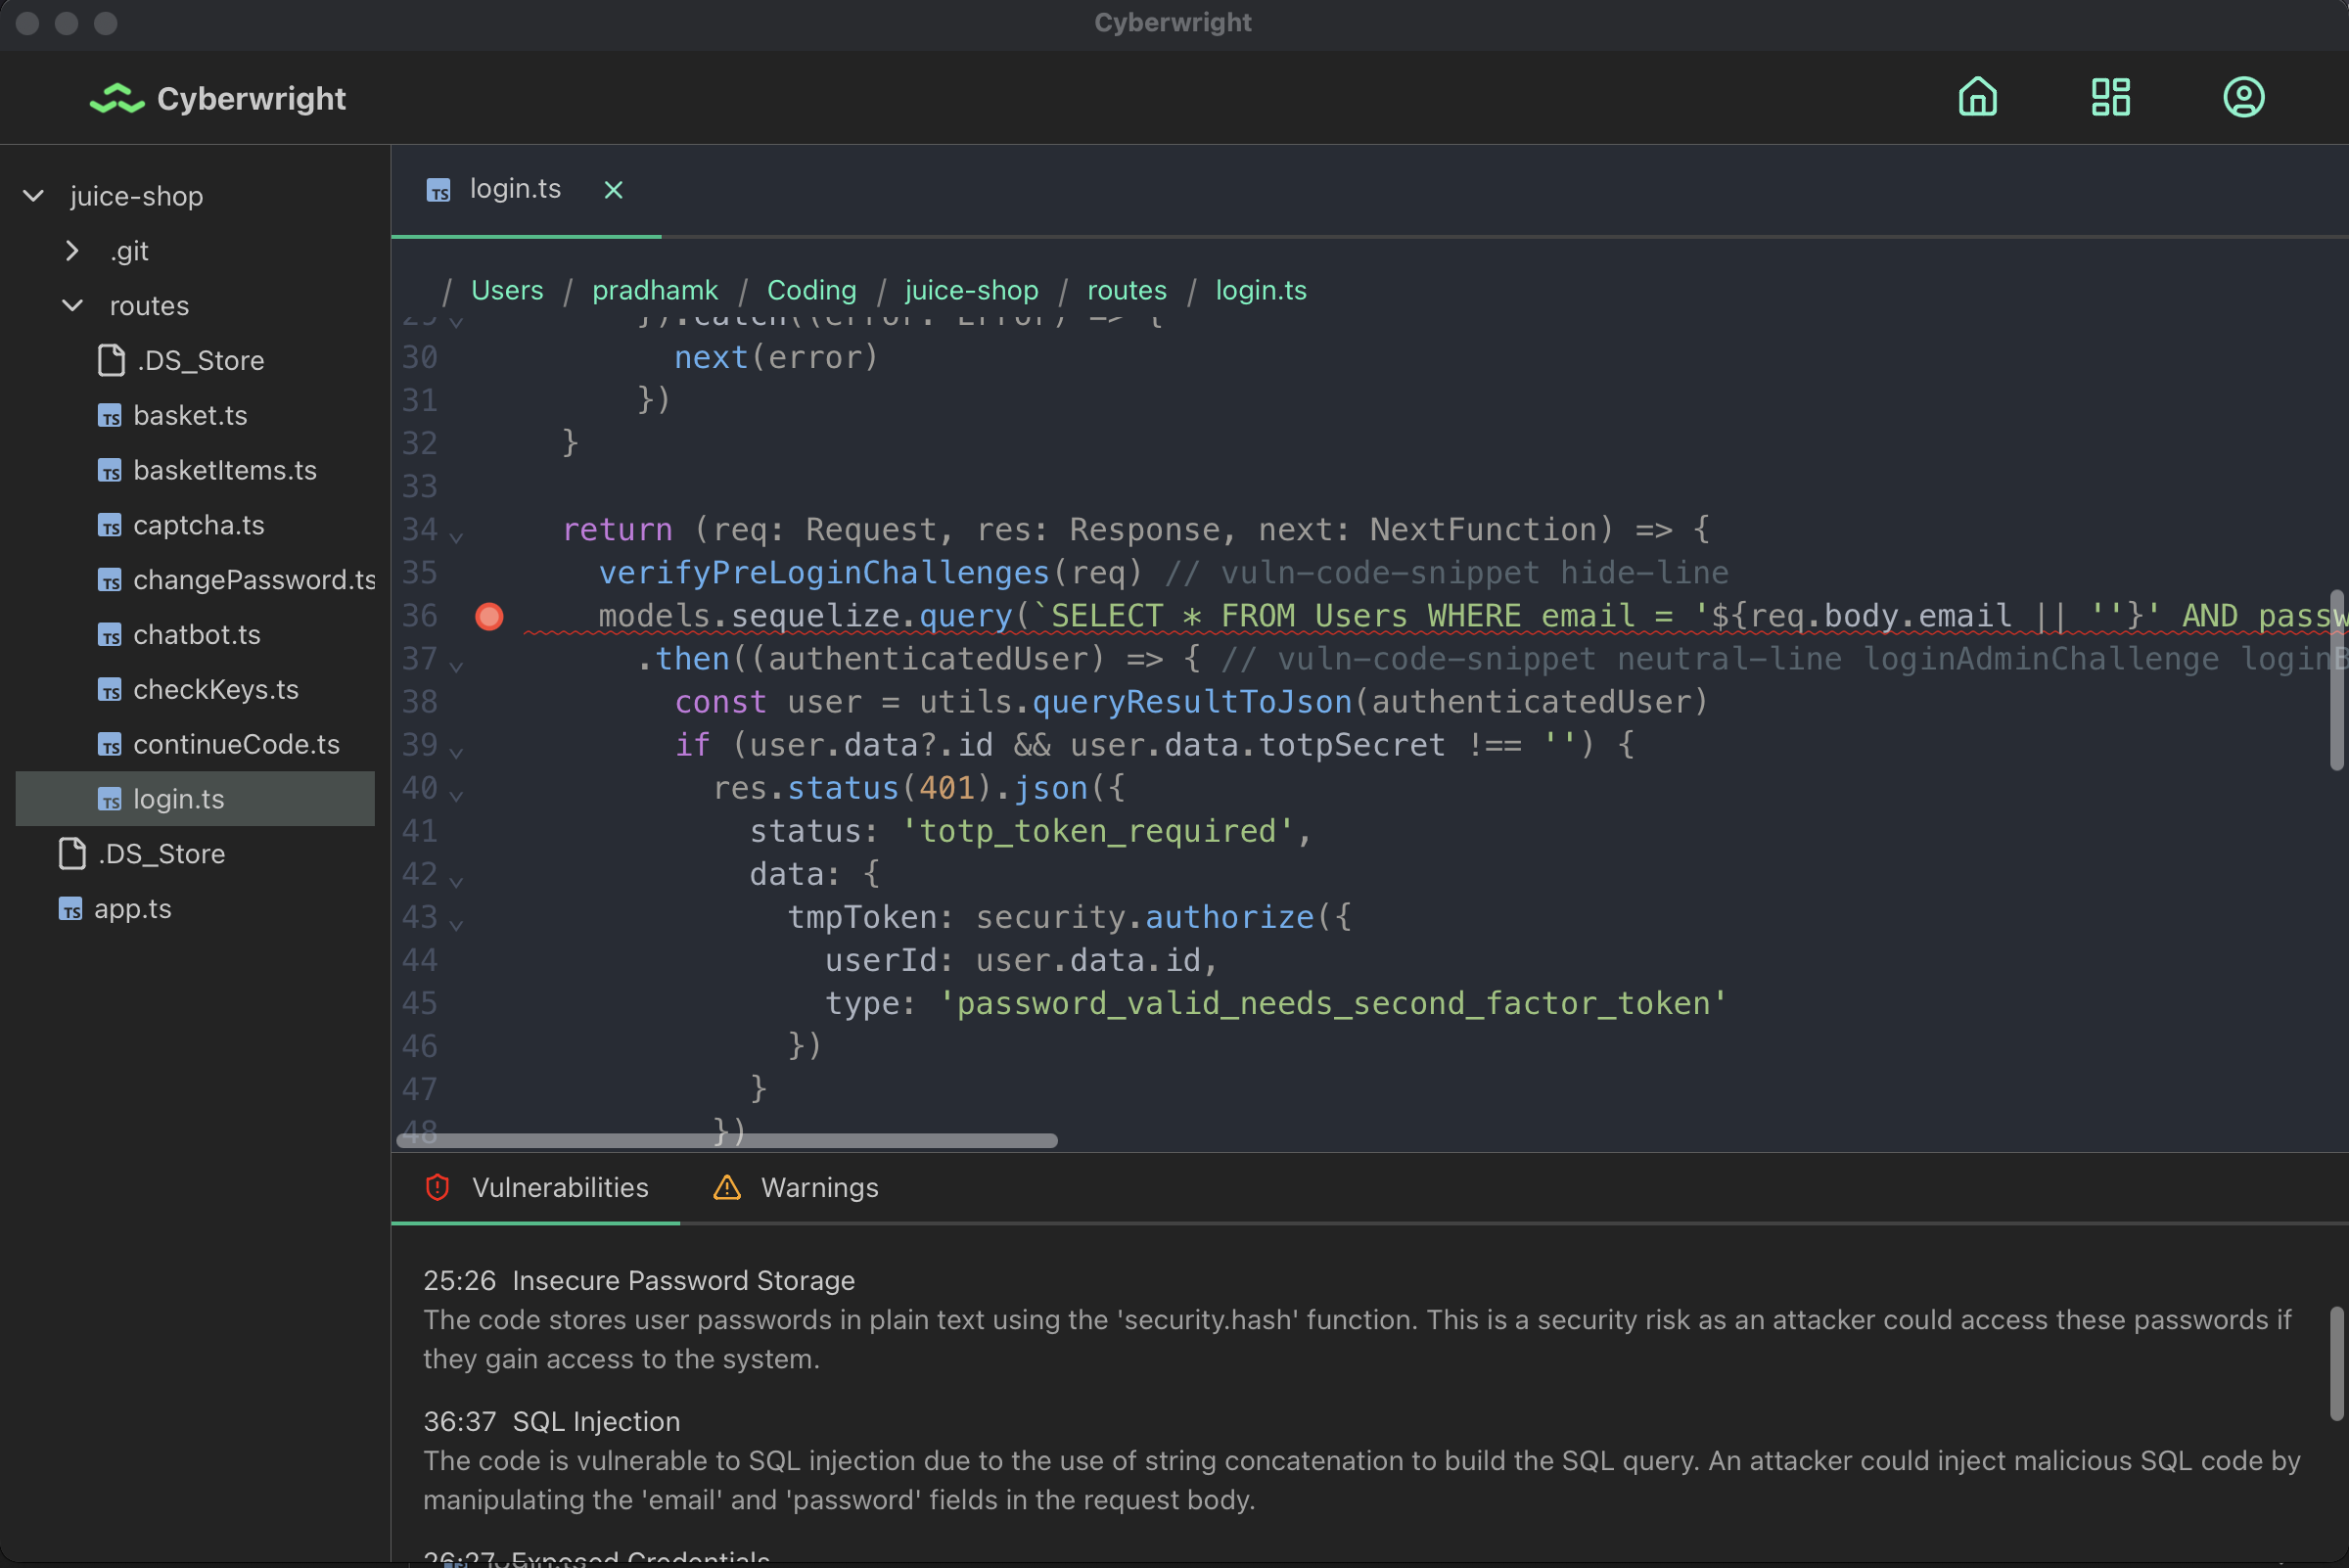 Cyberwright
Cyberwright
juice-shop
.git
routes
.DS_Store
basket.ts
basketItems.ts
captcha.ts
changePassword.ts
chatbot.ts
checkKeys.ts
continueCode.ts
login.ts
.DS_Store
app.ts
login.ts
/ Users / pradhamk / Coding / juice-shop / routes / login.ts
29 }).catch((error: Error) => {
30 next(error)
31 })
32 }
33
34 return (req: Request, res: Response, next: NextFunction) => {
35 verifyPreLoginChallenges(req) // vuln-code-snippet hide-line
36 models.sequelize.query(`SELECT * FROM Users WHERE email = '${req.body.email || ''}' AND passw
37 .then((authenticatedUser) => { // vuln-code-snippet neutral-line loginAdminChallenge loginB
38 const user = utils.queryResultToJson(authenticatedUser)
39 if (user.data?.id && user.data.totpSecret !== '') {
40 res.status(401).json({
41 status: 'totp_token_required',
42 data: {
43 tmpToken: security.authorize({
44 userId: user.data.id,
45 type: 'password_valid_needs_second_factor_token'
46 })
47 }
48 })
Vulnerabilities
Warnings
25:26 Insecure Password Storage
The code stores user passwords in plain text using the 'security.hash' function. This is a security risk as an attacker could access these passwords if
they gain access to the system.
36:37 SQL Injection
The code is vulnerable to SQL injection due to the use of string concatenation to build the SQL query. An attacker could inject malicious SQL code by
manipulating the 'email' and 'password' fields in the request body.
26:27 Exposed Credentials